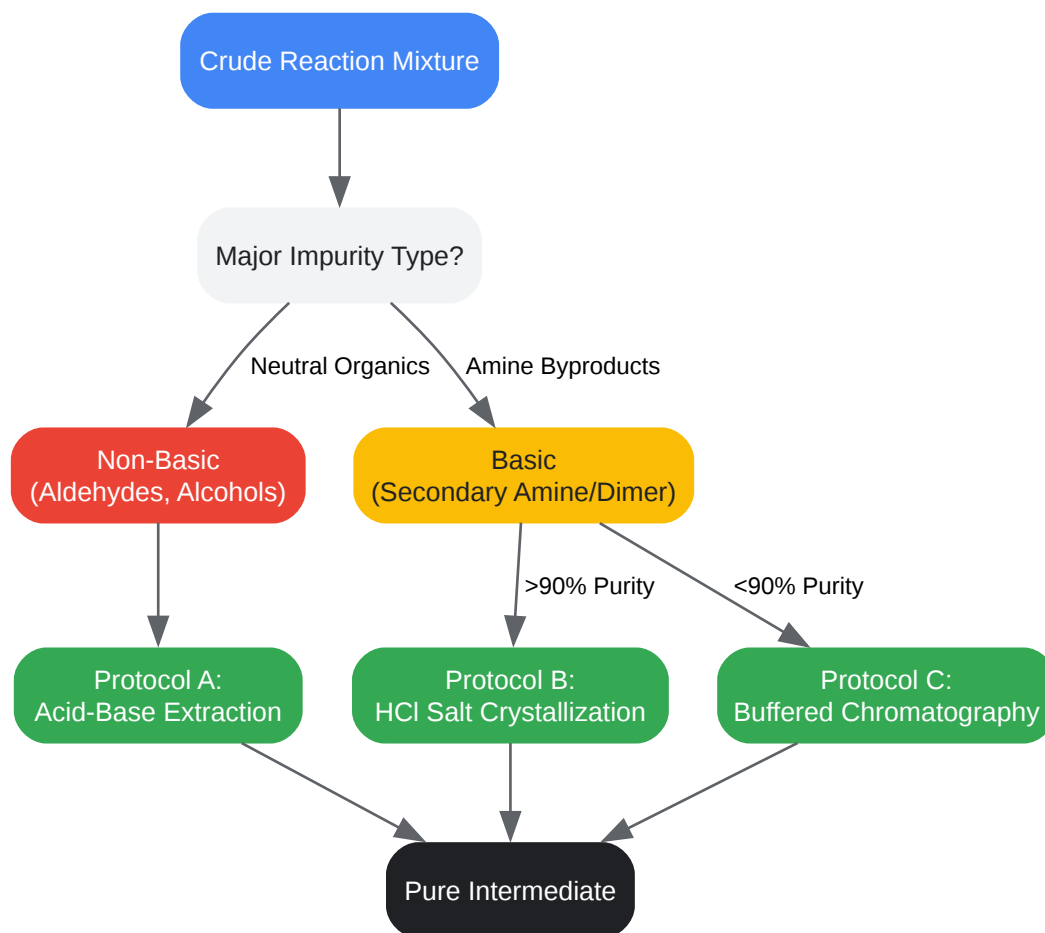 Crude Reaction Mixture
Major Impurity Type?
Neutral Organics
Amine Byproducts
Non-Basic
(Aldehydes, Alcohols)
Basic
(Secondary Amine/Dimer)
>90% Purity
<90% Purity
Protocol A:
Acid-Base Extraction
Protocol B:
HCl Salt Crystallization
Protocol C:
Buffered Chromatography
Pure Intermediate